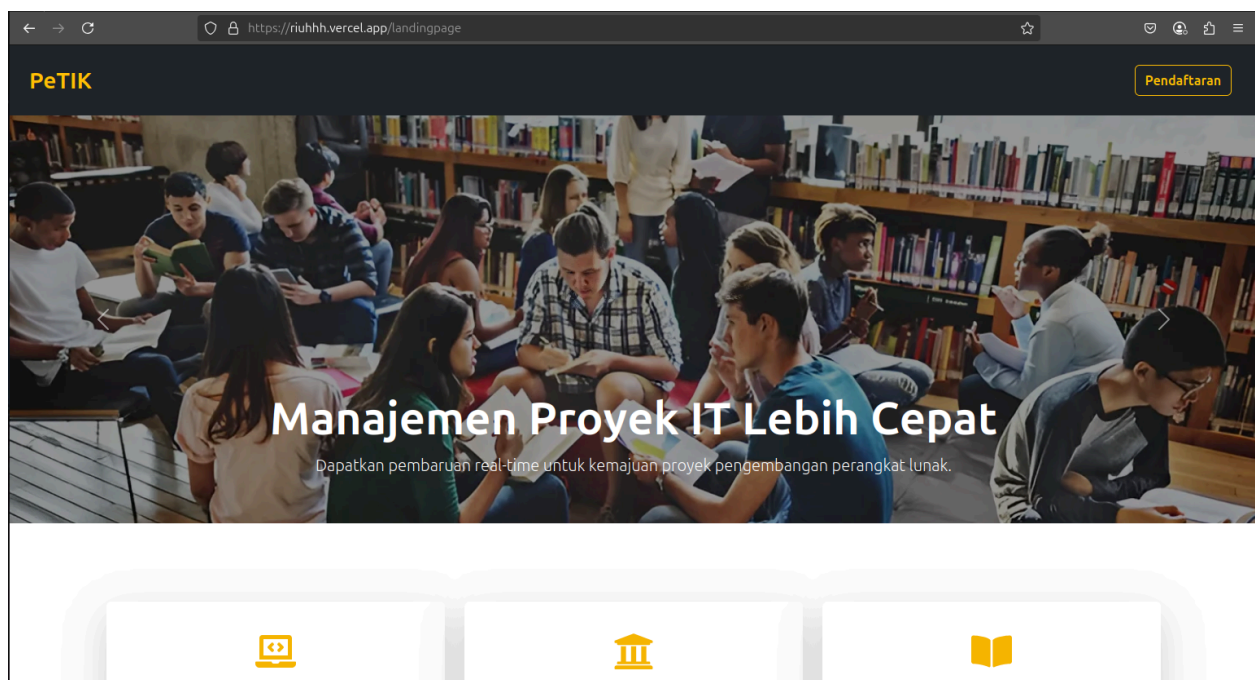 https://riuhhh.vercel.app/landingpage
PeTIK
Pendaftaran
Manajemen Proyek IT Lebih Cepat
Dapatkan pembaruan real-time untuk kemajuan proyek pengembangan perangkat lunak.